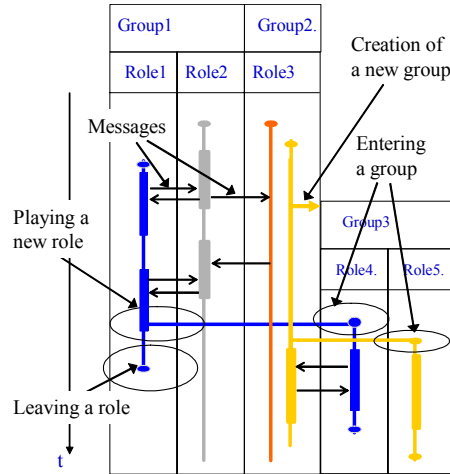 Group1
Group2.
Creation of
a new group
Role1
Role2
Role3
Messages
Entering
a group
Playing a
new role
Group3
Role4.
Role5.
Leaving a role
t